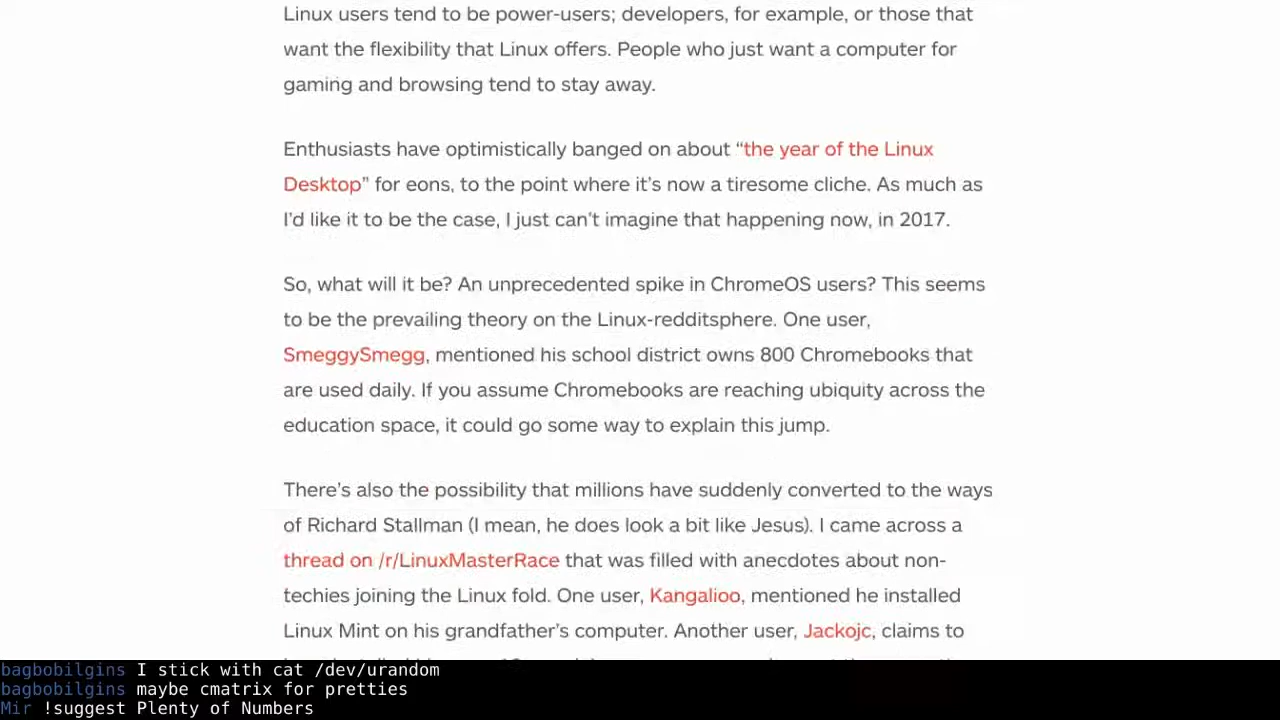 Linux users tend to be power-users; developers, for example, or those that
want the flexibility that Linux offers. People who just want a computer for
gaming and browsing tend to stay away.
Enthusiasts have optimistically banged on about “the year of the Linux
Desktop” for eons, to the point where it’s now a tiresome cliche. As much as
I’d like it to be the case, I just can’t imagine that happening now, in 2017.
So, what will it be? An unprecedented spike in ChromeOS users? This seems
to be the prevailing theory on the Linux-redditsphere. One user,
SmeggySmegg, mentioned his school district owns 800 Chromebooks that
are used daily. If you assume Chromebooks are reaching ubiquity across the
education space, it could go some way to explain this jump.
There’s also the possibility that millions have suddenly converted to the ways
of Richard Stallman (I mean, he does look a bit like Jesus). I came across a
thread on /r/LinuxMasterRace that was filled with anecdotes about non-
techies joining the Linux fold. One user, Kangalioo, mentioned he installed
Linux Mint on his grandfather’s computer. Another user, Jackojc, claims to
bagbobilgins I stick with cat /dev/urandom
bagbobilgins maybe cmatrix for pretties
Mir !suggest Plenty of Numbers